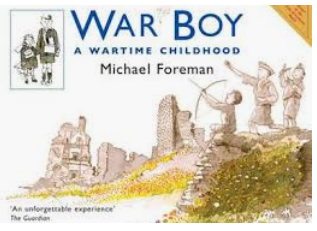 WAR BOY
A WARTIME CHILDHOOD
Michael Foreman
'An unforgettable experience'
The Guardian